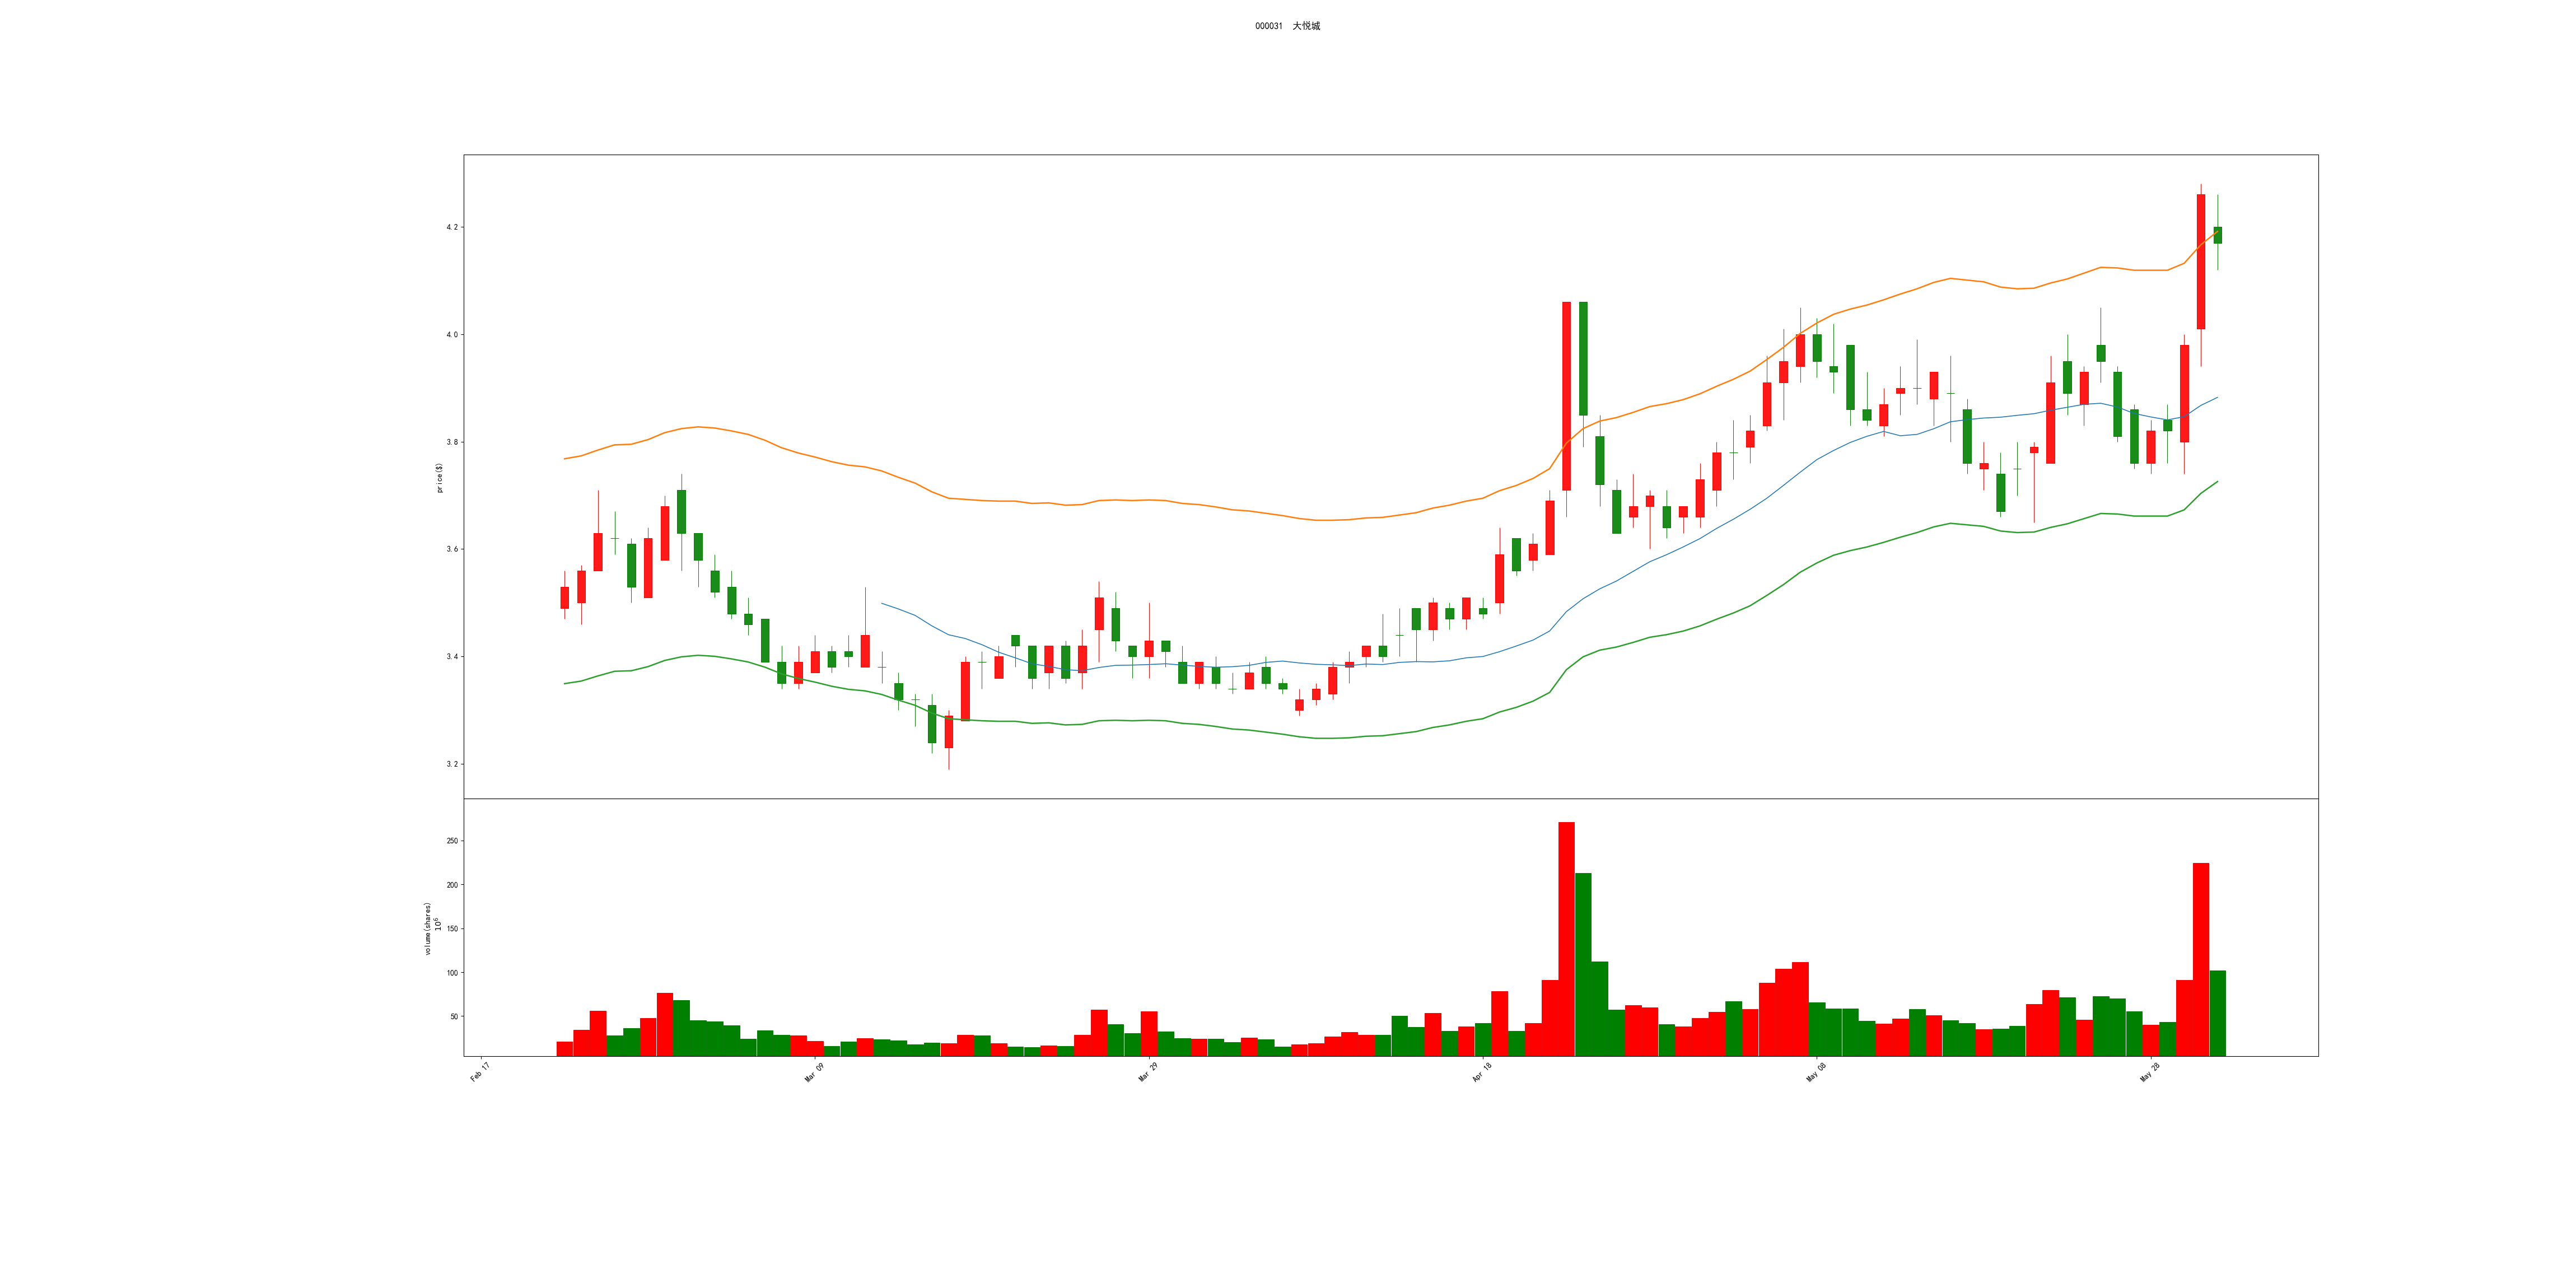 000031 大悦城
price($)
4.2
4.0
3.8
3.6
3.4
3.2
volume(shares)
10⁶
250
200
150
100
50
Feb 17
Mar 09
Mar 29
Apr 18
May 08
May 28